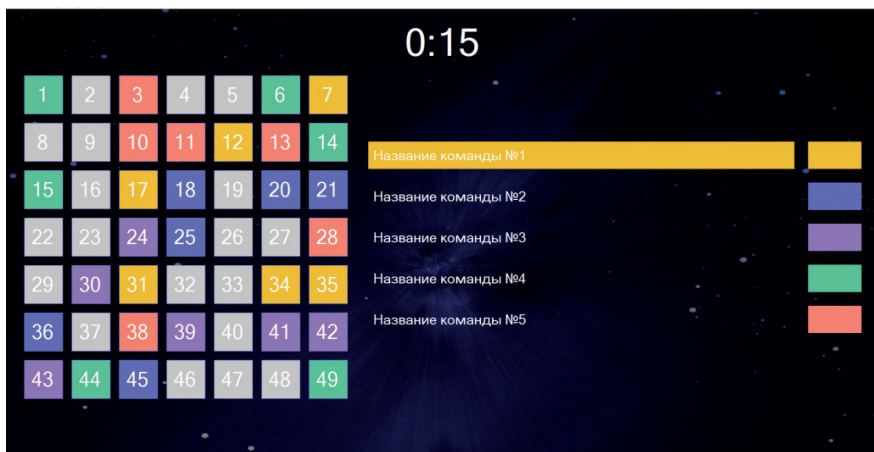 0:15
1 2 3 4 5 6 7
8 9 10 11 12 13 14
15 16 17 18 19 20 21
22 23 24 25 26 27 28
29 30 31 32 33 34 35
36 37 38 39 40 41 42
43 44 45 46 47 48 49
Название команды №1
Название команды №2
Название команды №3
Название команды №4
Название команды №5